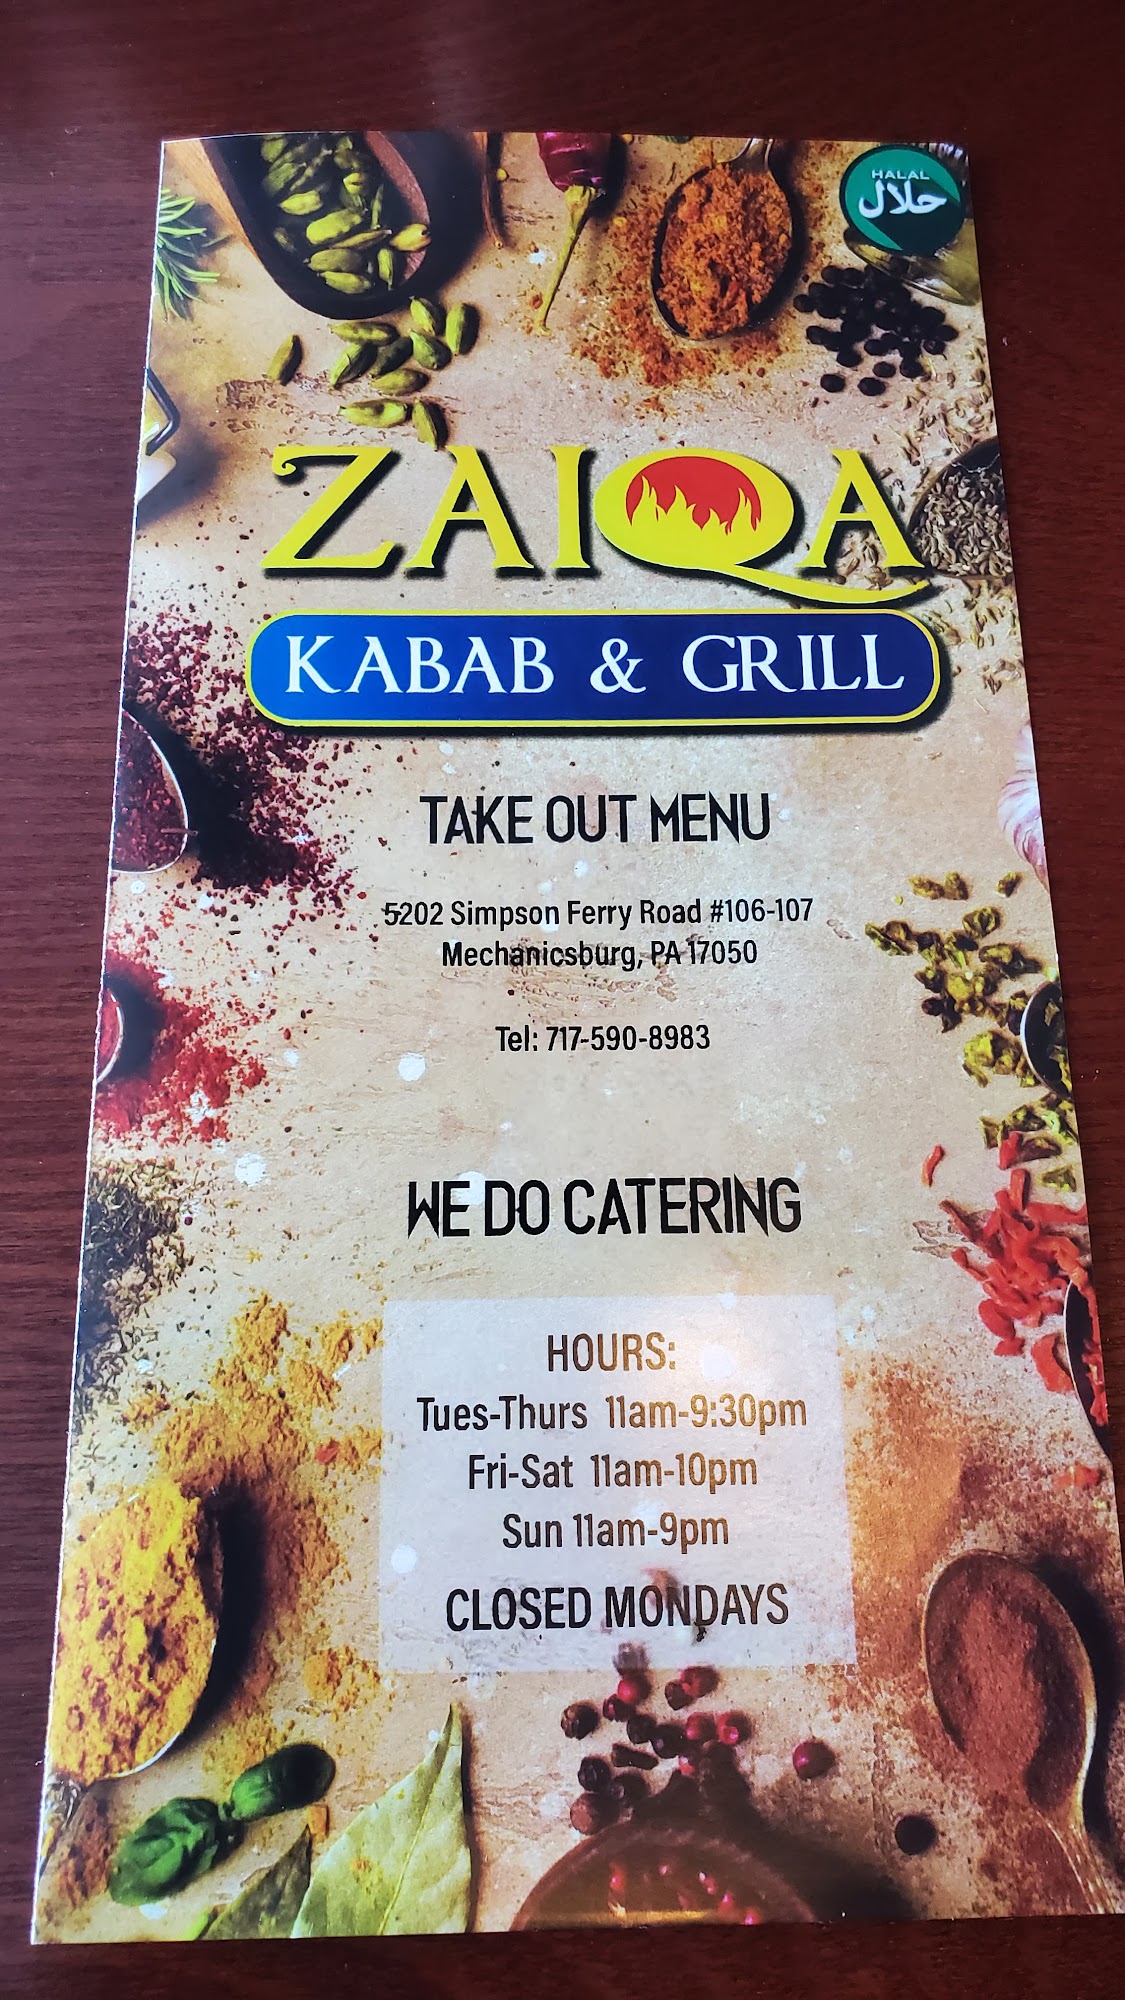 HALAL
حلال
ZAIQA
KABAB & GRILL
TAKE OUT MENU
5202 Simpson Ferry Road #106-107
Mechanicsburg, PA 17050
Tel: 717-590-8983
WE DO CATERING
HOURS:
Tues-Thurs 11am-9:30pm
Fri-Sat 11am-10pm
Sun 11am-9pm
CLOSED MONDAYS